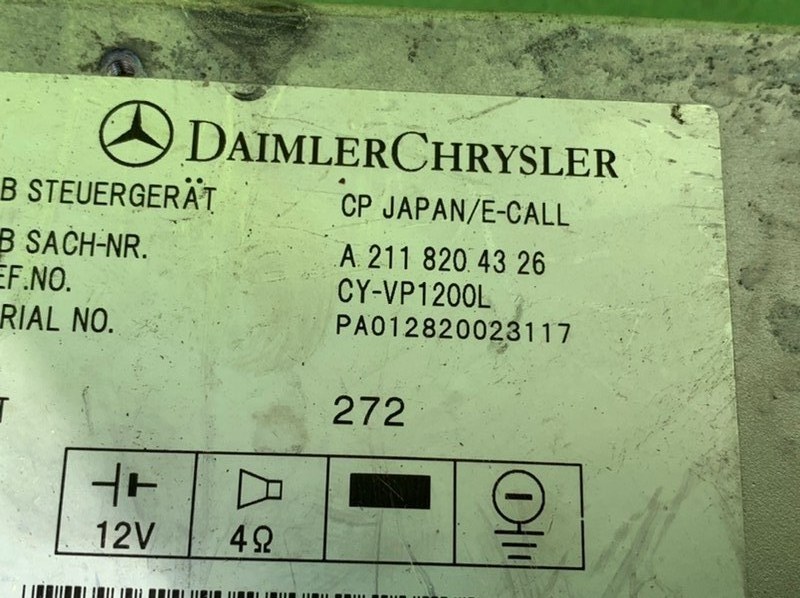 DAIMLERCHRYSLER
B STEUERGERÄT CP JAPAN/E-CALL
B SACH-NR. A 211 820 43 26
EF.NO. CY-VP1200L
RIAL NO. PA012820023117
T 272
12V 4Ω